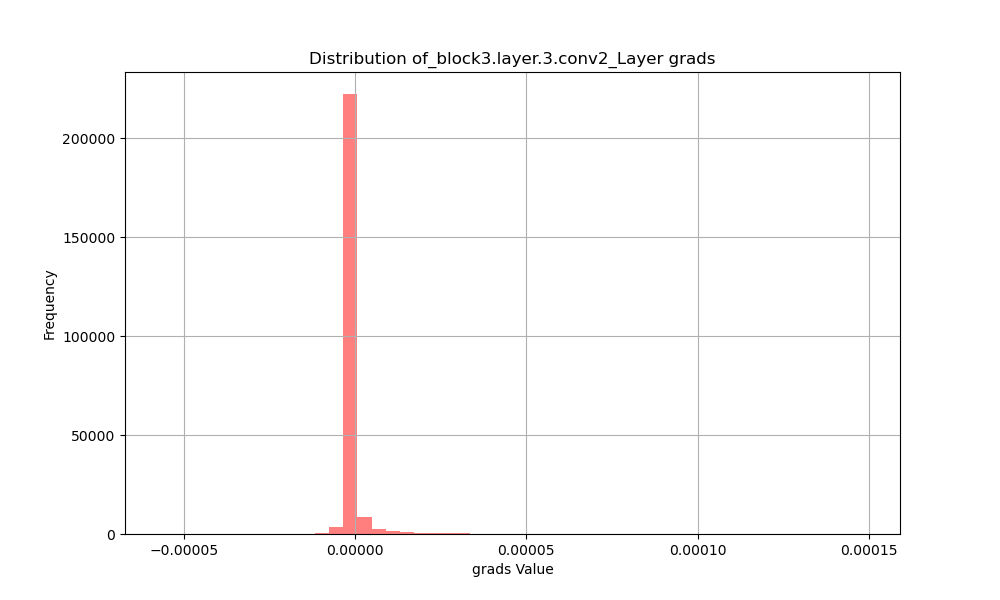 Distribution of_block3.layer.3.conv2_Layer grads
Frequency
200000
150000
100000
50000
0
−0.00005 0.00000 0.00005 0.00010 0.00015
grads Value